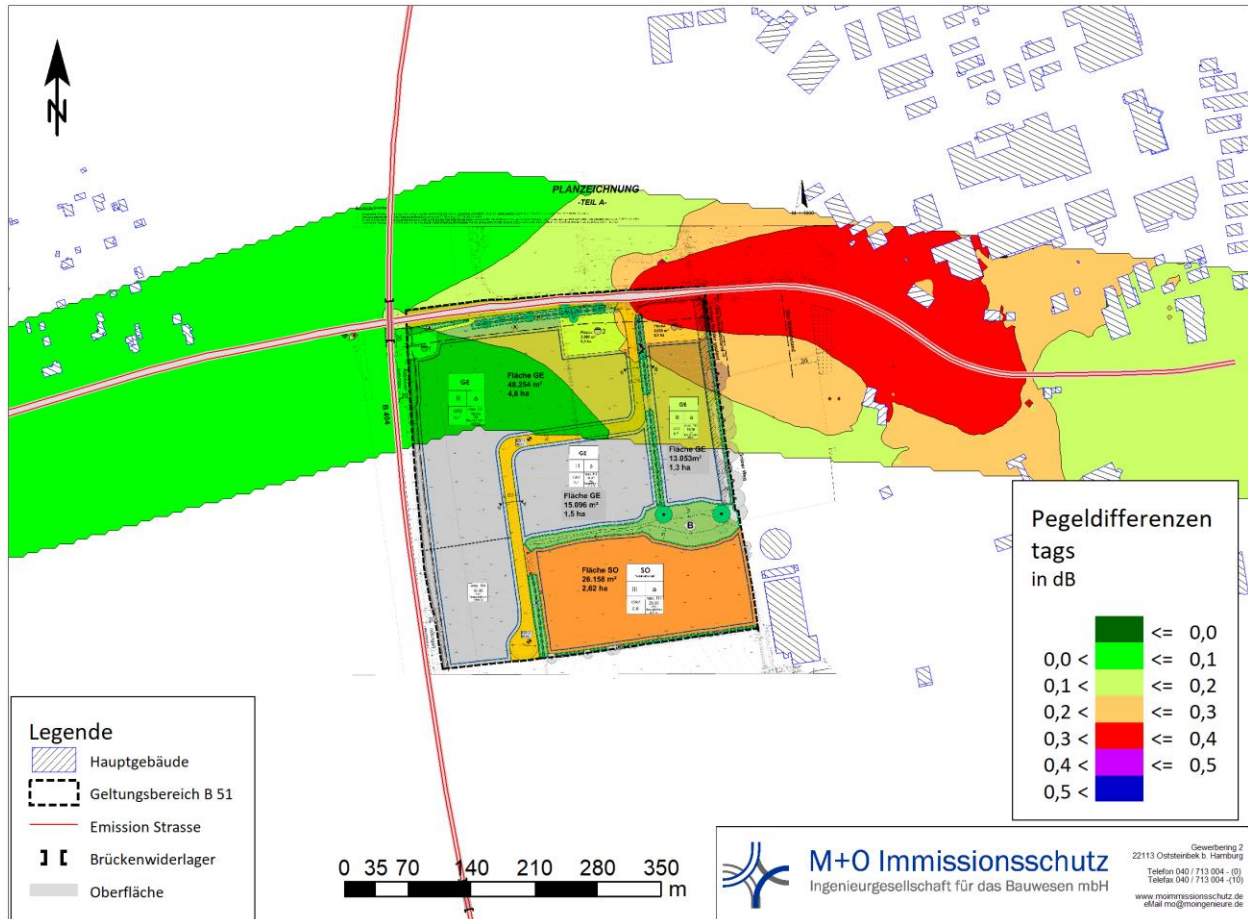 N
PLANZEICHNUNG
-TEIL A-
B 404
GE
Fläche GE
48.254 m²
4,8 ha
GE
GE
Fläche GE
13.953m²
1,3 ha
Fläche GE
15.096 m²
1,5 ha
B
Fläche SO
26.158 m²
2,62 ha
SO
Pegeldifferenzen
tags
in dB
<= 0,0
0,0 < <= 0,1
0,1 < <= 0,2
0,2 < <= 0,3
0,3 < <= 0,4
0,4 < <= 0,5
0,5 <
Legende
Hauptgebäude
Geltungsbereich B 51
Emission Strasse
Brückenwiderlager
Oberfläche
0 35 70 140 210 280 350
m
M+O Immissionsschutz
Ingenieurgesellschaft für das Bauwesen mbH
Gewerbering 2
22113 Oststeinbek b. Hamburg
Telefon 040 / 713 004 - (0)
Telefax 040 / 713 004 -(10)
www.moimmissionsschutz.de
eMail mo@moingenieure.de